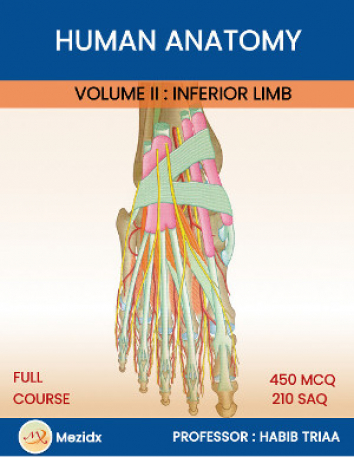 HUMAN ANATOMY
VOLUME II : INFERIOR LIMB
FULL
COURSE
450 MCQ
210 SAQ
Mezidx
PROFESSOR : HABIB TRIAA